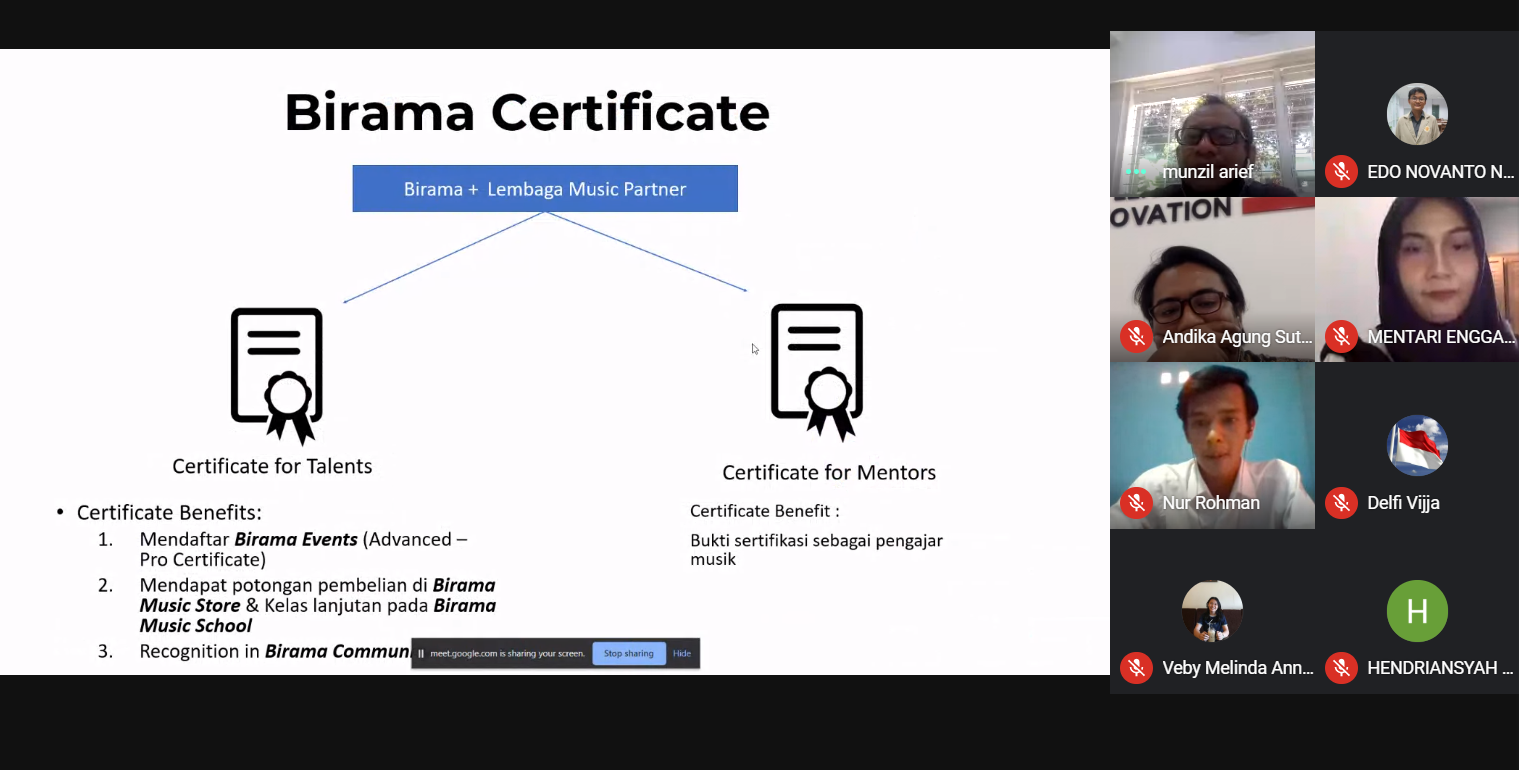 Birama Certificate
Birama + Lembaga Music Partner
Certificate for Talents
• Certificate Benefits:
1. Mendaftar Birama Events (Advanced –
Pro Certificate)
2. Mendapat potongan pembelian di Birama
Music Store & Kelas lanjutan pada Birama
Music School
3. Recognition in Birama
Certificate for Mentors
Certificate Benefit :
Bukti sertifikasi sebagai pengajar
musik
meet.google.com is sharing your screen.
Stop sharing
Hide
munzil arief
EDO NOVANTO N...
OVATION
Andika Agung Sut...
MENTARI ENGGA...
Nur Rohman
Delfi Vijja
Veby Melinda Ann...
H
HENDRIANSYAH ...